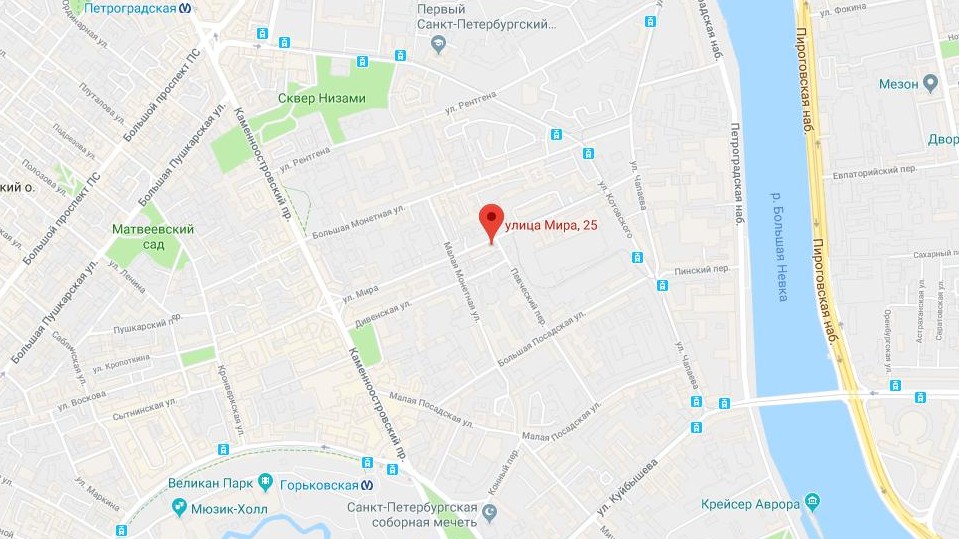 Петроградская
Первый
Санкт-Петербургский...
ул. Фокина
Ординарная ул.
Петроградская наб.
Пироговская наб.
Большой проспект ПС
Плуталова ул.
Мезон
Сквер Низами
ул. Рентгена
Подрезова ул.
Большая Пушкарская ул.
Каменноостровский пр.
Петроградская наб.
Двор
ул. Рентгена
Полозова ул.
ул. Чапаева
Евпаторийский пер.
ский о.
Большой проспект ПС
ул. Котовского
р. Большая Невка
Большая Монетная ул.
Матвеевский
сад
улица Мира, 25
Малая Монетная ул.
Пироговская наб.
Сахарный п
ул. Ленина
Певческий пер.
Пинский пер.
ул. Мира
Большая Пушкарская ул.
Дивенская ул.
Оренбургская ул.
Астраханская ул.
Саратовская ул.
Пушкарский пер.
Большая Посадская ул.
Саблинская ул.
ул. Кропоткина
Каменноостровский пр.
ул. Чапаева
Кронверкская ул.
ул. Воскова
Сытнинская ул.
Малая Посадская ул.
Малая Посадская ул.
Конный пер.
ул. Куйбышева
ул. Маркина
Великан Парк
Горьковская
Мюзик-Холл
Санкт-Петербургская
соборная мечеть
Крейсер Аврора